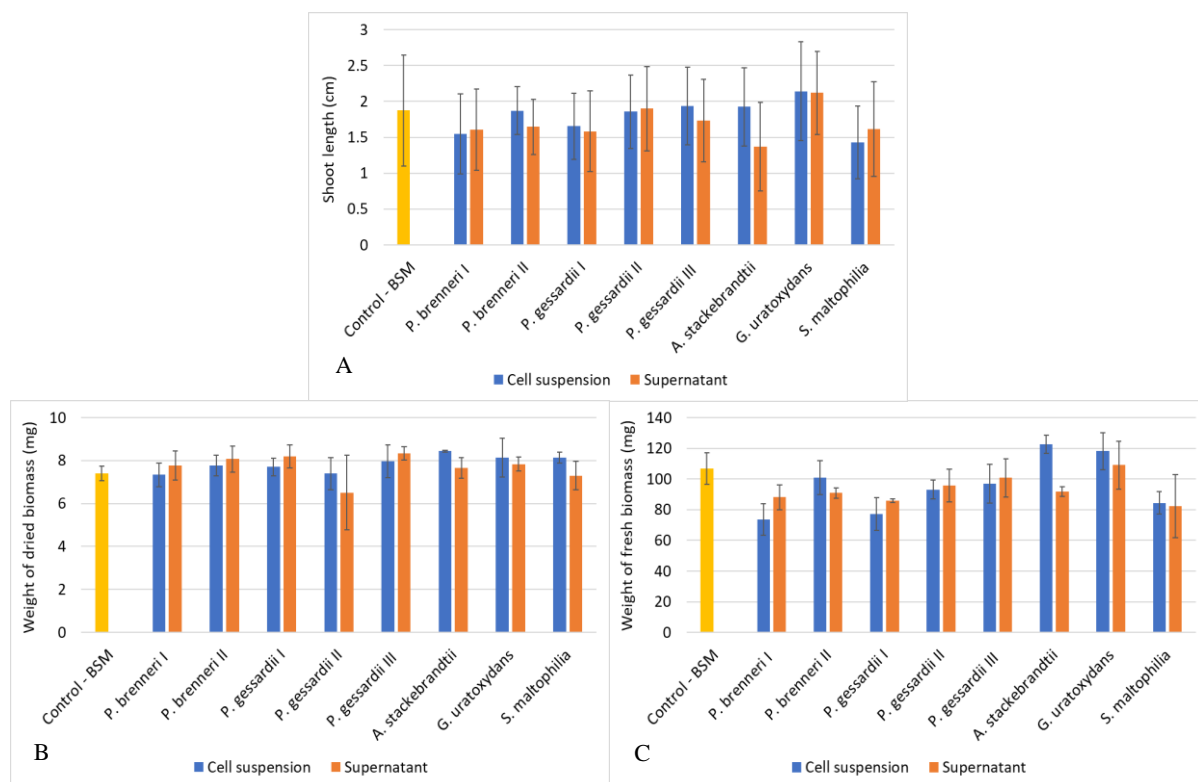 3
2.5
2
1.5
1
0.5
0
Shoot length (cm)
Control - BSM
P. brenneri I
P. brenneri II
P. gessardii I
P. gessardii II
P. gessardii III
A. stackebrandtii
G. uratoxydans
S. maltophilia
A
Cell suspension Supernatant
10
8
6
4
2
0
Weight of dried biomass (mg)
Control - BSM
P. brenneri I
P. brenneri II
P. gessardii I
P. gessardii II
P. gessardii III
A. stackebrandtii
G. uratoxydans
S. maltophilia
B
Cell suspension Supernatant
140
120
100
80
60
40
20
0
Weight of fresh biomass (mg)
Control - BSM
P. brenneri I
P. brenneri II
P. gessardii I
P. gessardii II
P. gessardii III
A. stackebrandtii
G. uratoxydans
S. maltophilia
C
Cell suspension Supernatant